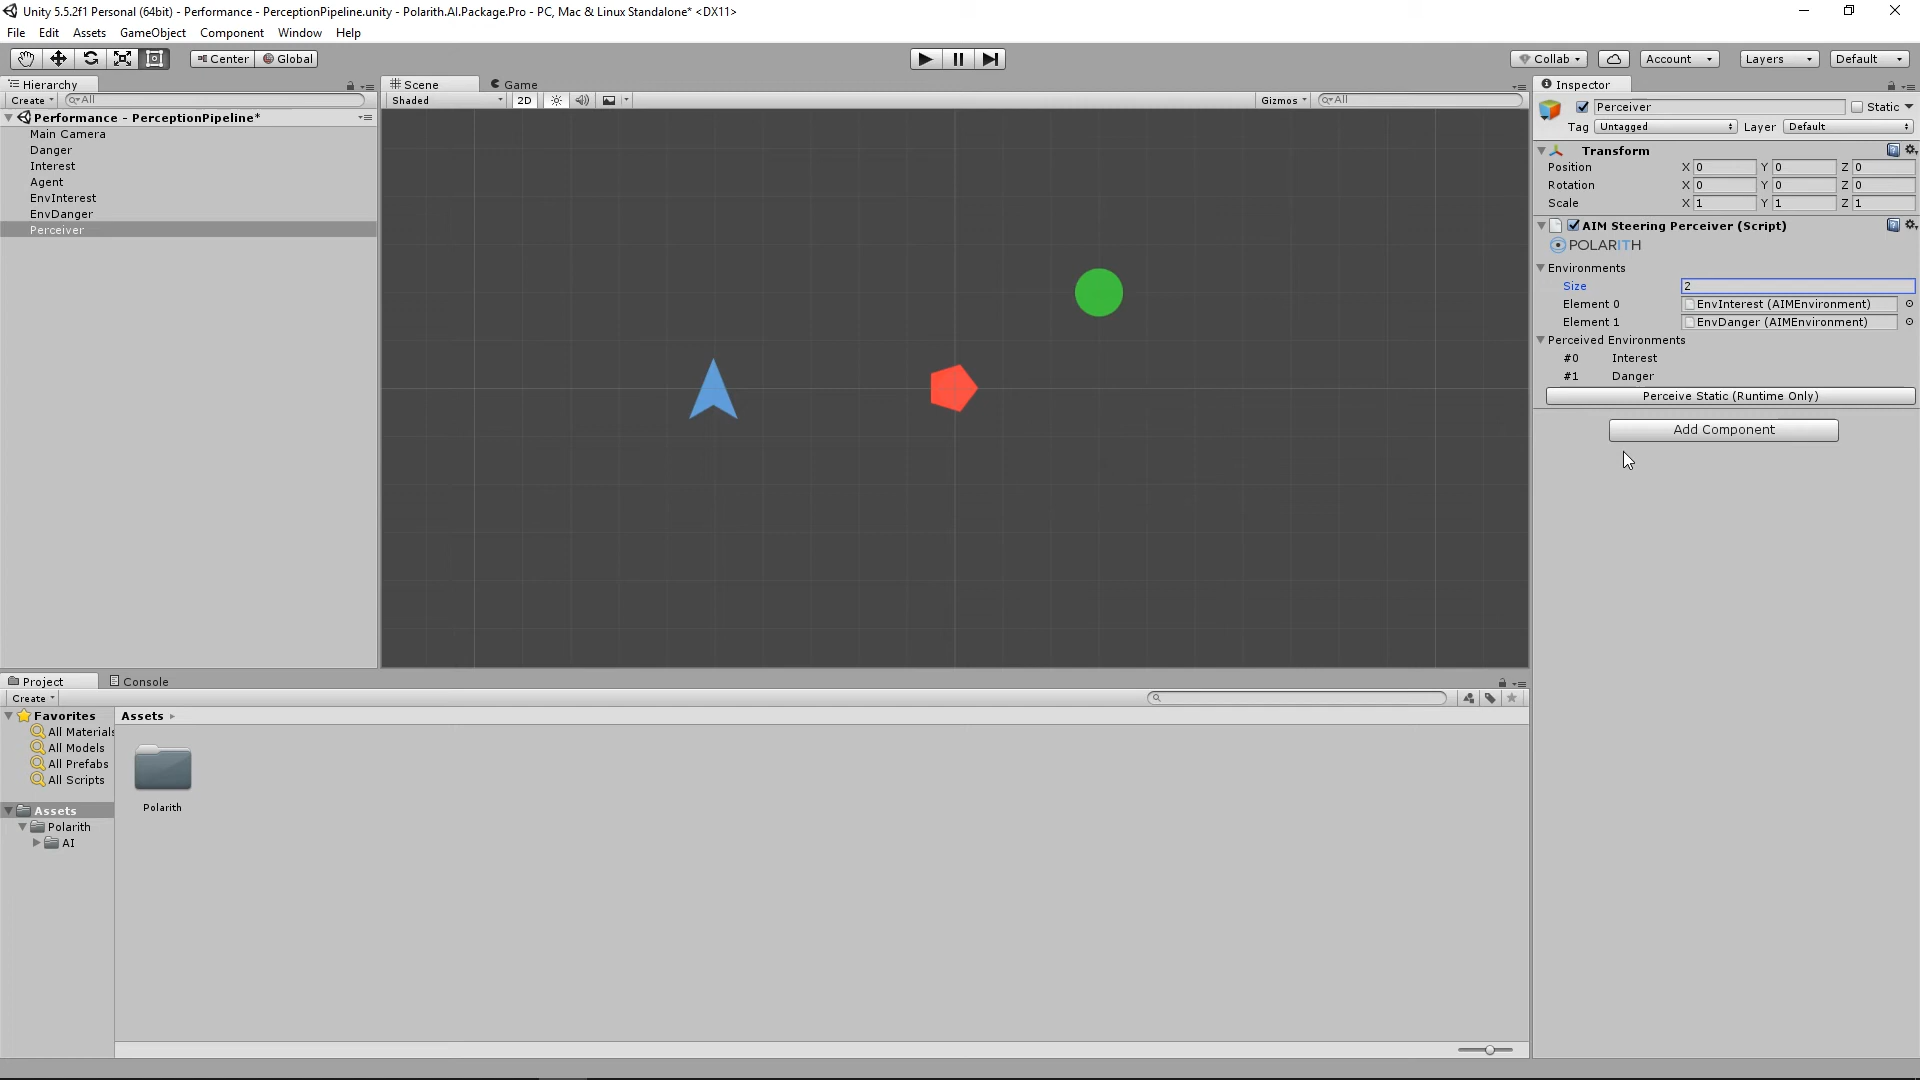 Unity 5.5.2f1 Personal (64bit) - Performance - PerceptionPipeline.unity - Polarith.AI.Package.Pro - PC, Mac & Linux Standalone* <DX11>
File Edit Assets GameObject Component Window Help
Center Global Collab Account Layers Default
Hierarchy
Create All
Performance - PerceptionPipeline*
Main Camera
Danger
Interest
Agent
EnvInterest
EnvDanger
Perceiver
Scene Game
Shaded 2D Gizmos All
Inspector
Perceiver Static
Tag Untagged Layer Default
Transform
Position X 0 Y 0 Z 0
Rotation X 0 Y 0 Z 0
Scale X 1 Y 1 Z 1
AIM Steering Perceiver (Script)
POLARITH
Environments
Size 2
Element 0 EnvInterest (AIMEnvironment)
Element 1 EnvDanger (AIMEnvironment)
Perceived Environments
#0 Interest
#1 Danger
Perceive Static (Runtime Only)
Add Component
Project Console
Create
Favorites
All Materials
All Models
All Prefabs
All Scripts
Assets
Polarith
AI
Assets
Polarith